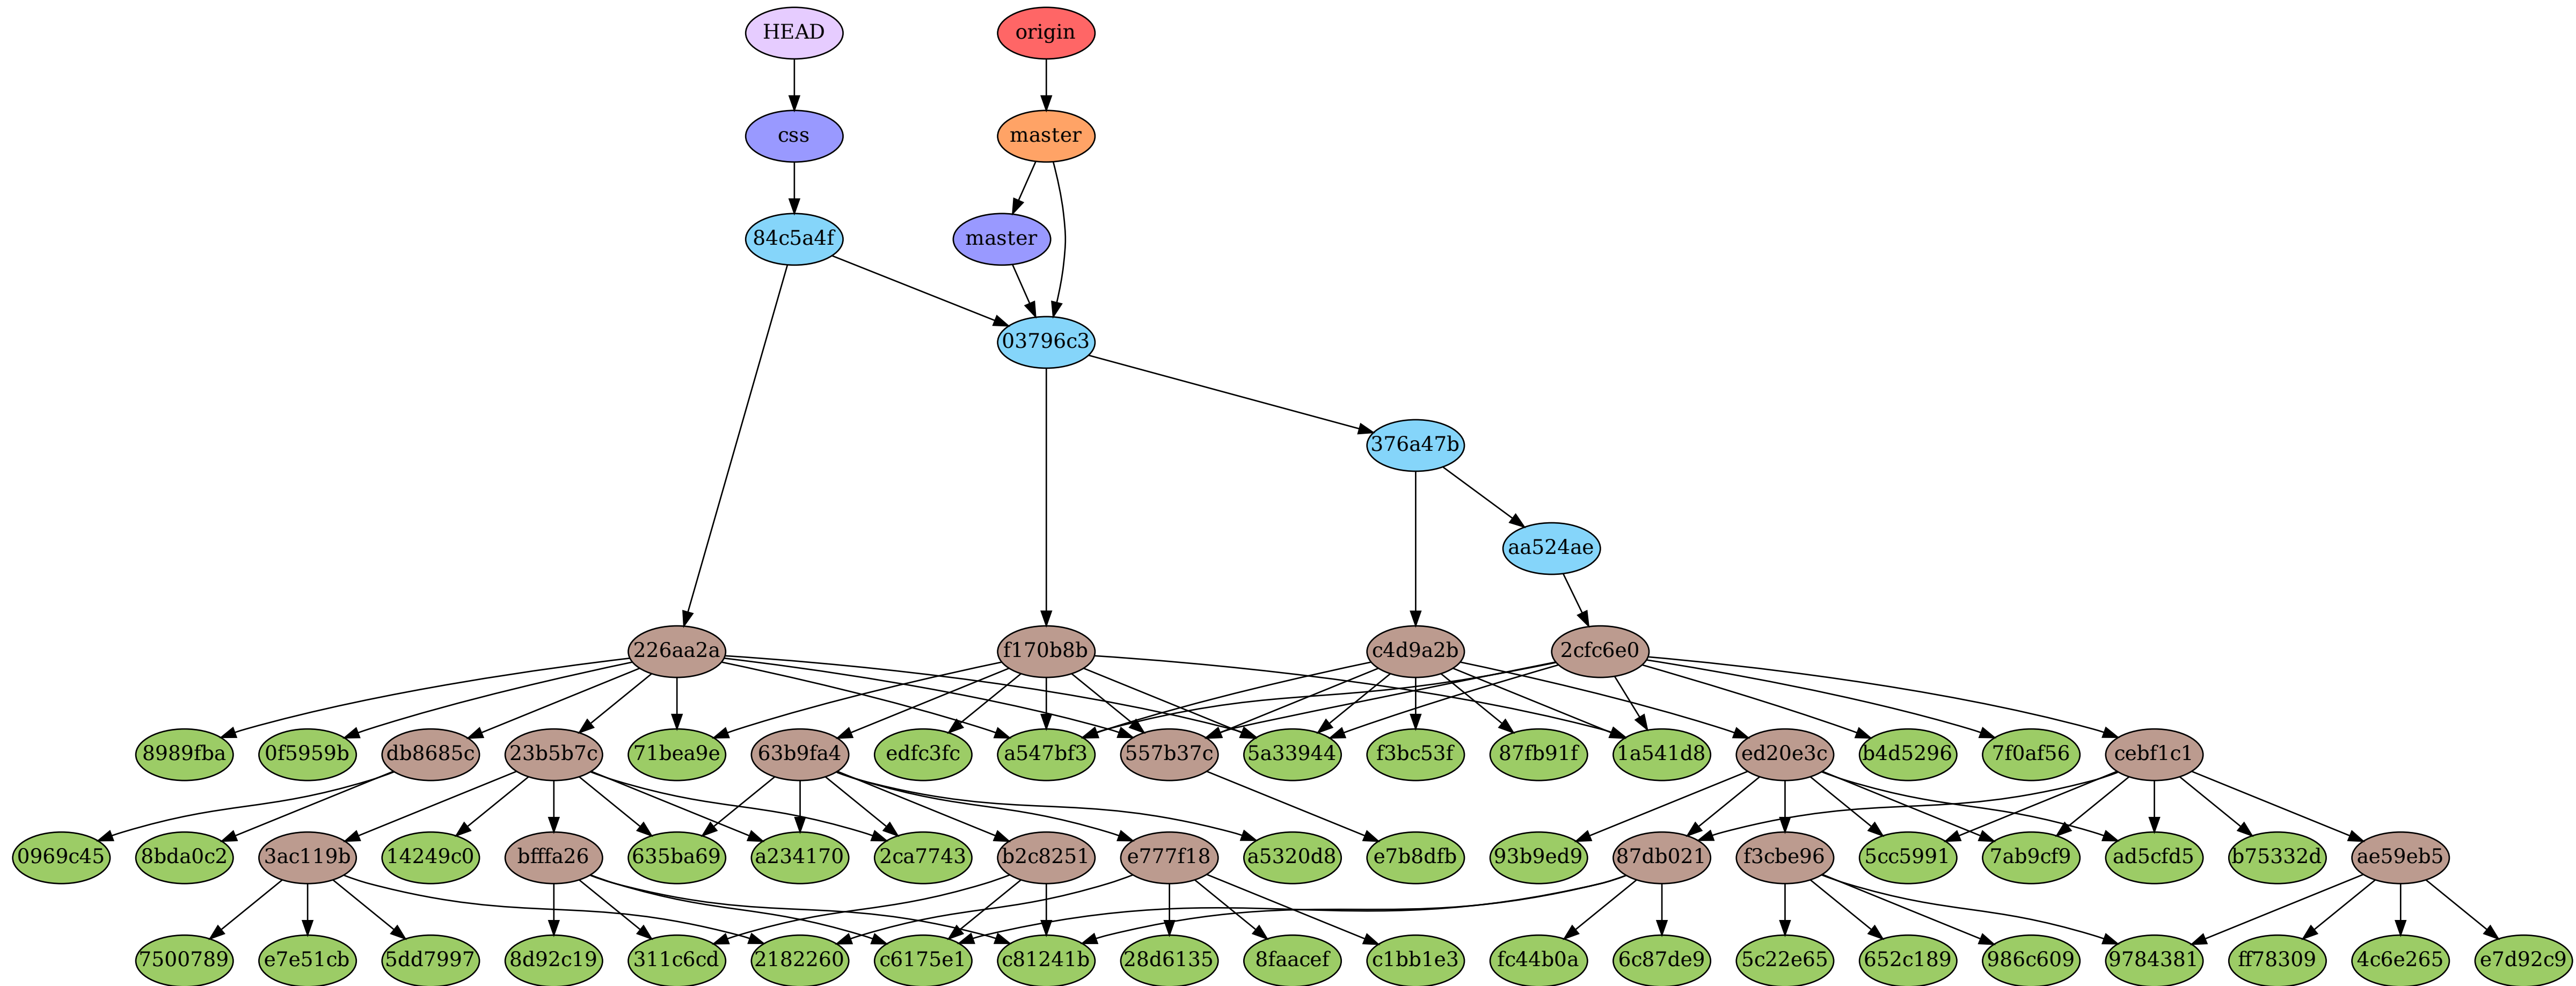 HEAD
origin
css
master
84c5a4f
master
03796c3
376a47b
aa524ae
226aa2a
f170b8b
c4d9a2b
2cfc6e0
8989fba
0f5959b
db8685c
23b5b7c
71bea9e
63b9fa4
edfc3fc
a547bf3
557b37c
5a33944
f3bc53f
87fb91f
1a541d8
ed20e3c
b4d5296
7f0af56
cebf1c1
0969c45
8bda0c2
3ac119b
14249c0
bfffa26
635ba69
a234170
2ca7743
b2c8251
e777f18
a5320d8
e7b8dfb
93b9ed9
87db021
f3cbe96
5cc5991
7ab9cf9
ad5cfd5
b75332d
ae59eb5
7500789
e7e51cb
5dd7997
8d92c19
311c6cd
2182260
c6175e1
c81241b
28d6135
8faacef
c1bb1e3
fc44b0a
6c87de9
5c22e65
652c189
986c609
9784381
ff78309
4c6e265
e7d92c9